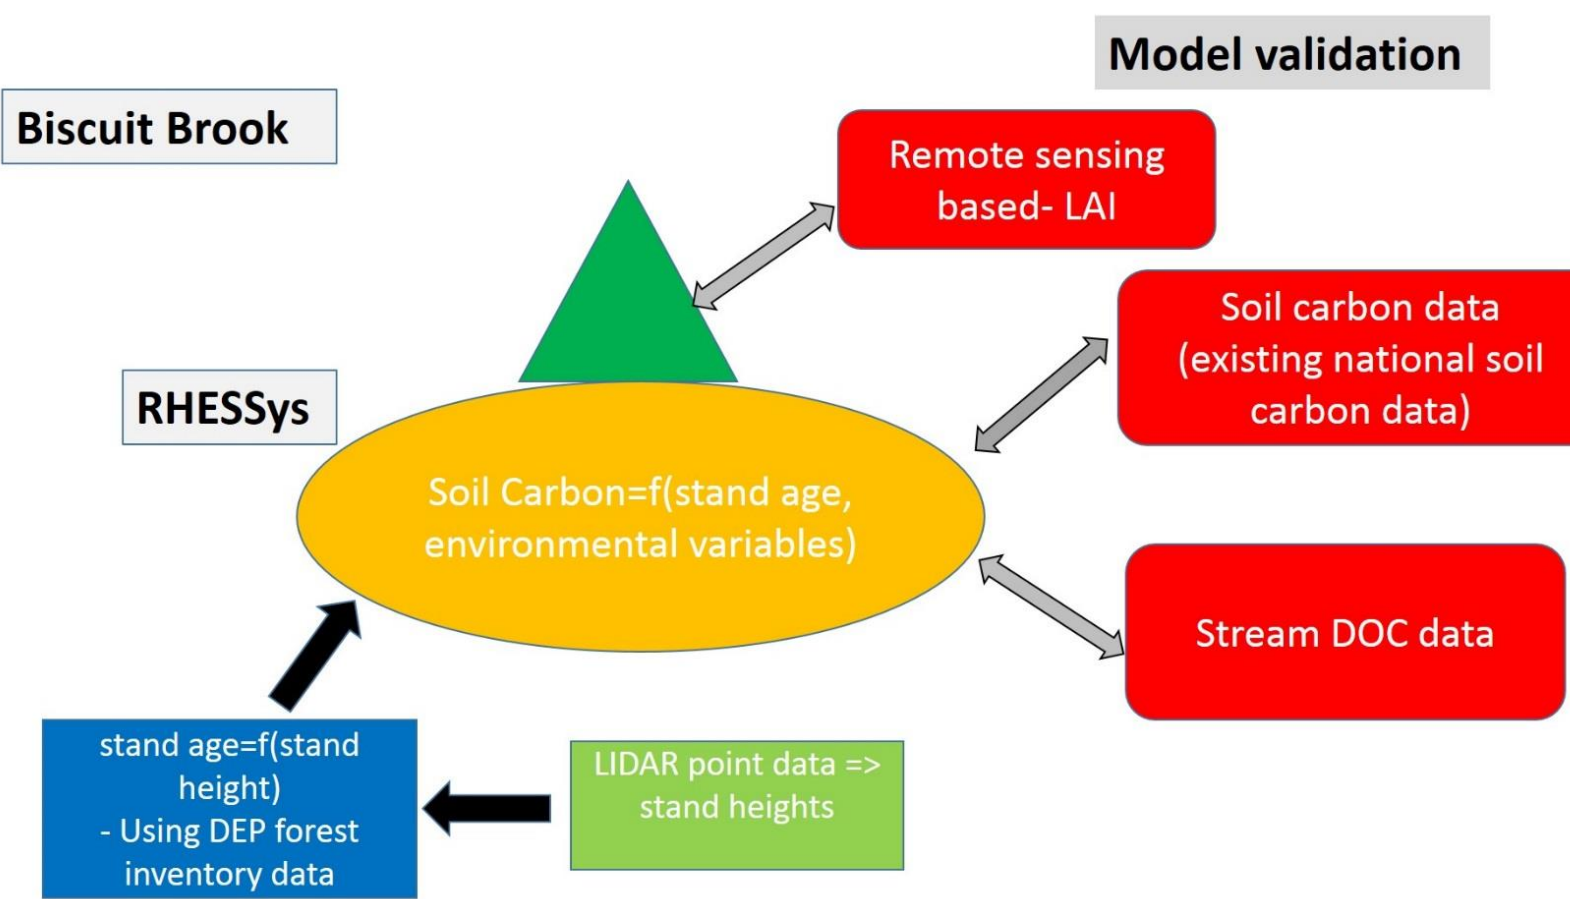 Model validation
Biscuit Brook
Remote sensing
based- LAI
Soil carbon data
(existing national soil
carbon data)
RHESSys
Soil Carbon=f(stand age,
environmental variables)
Stream DOC data
stand age=f(stand
height)
- Using DEP forest
inventory data
LIDAR point data =>
stand heights